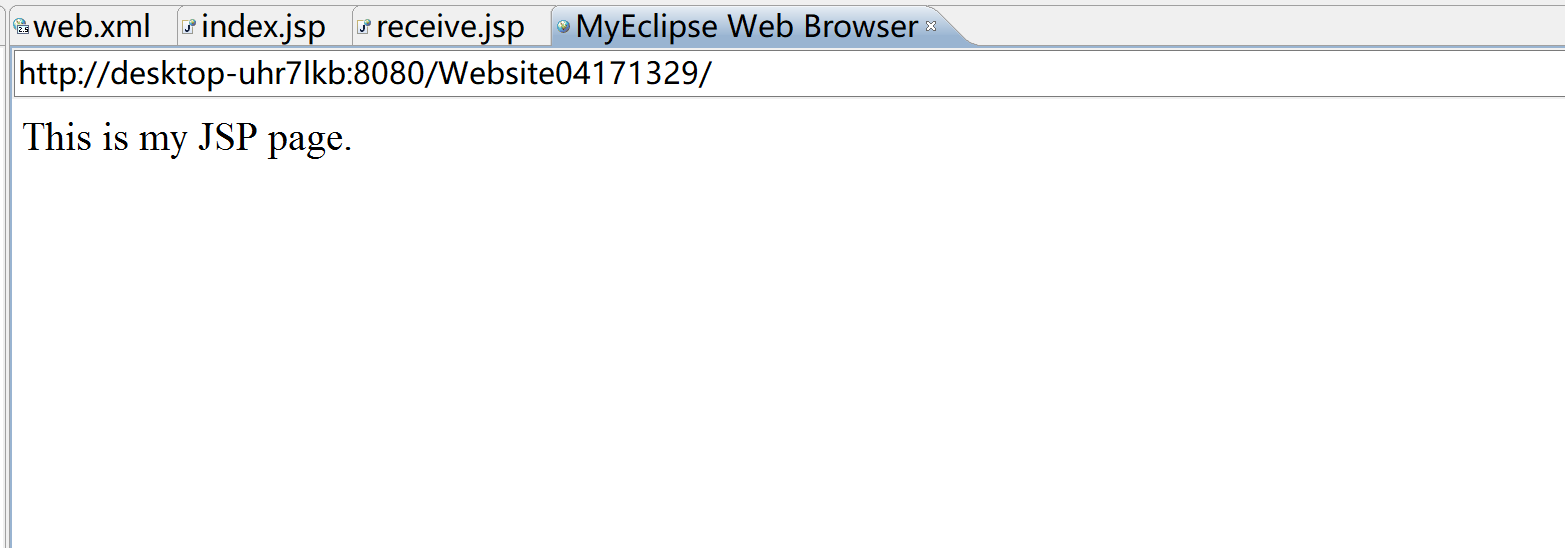 web.xml index.jsp receive.jsp MyEclipse Web Browser
http://desktop-uhr7lkb:8080/Website04171329/
This is my JSP page.